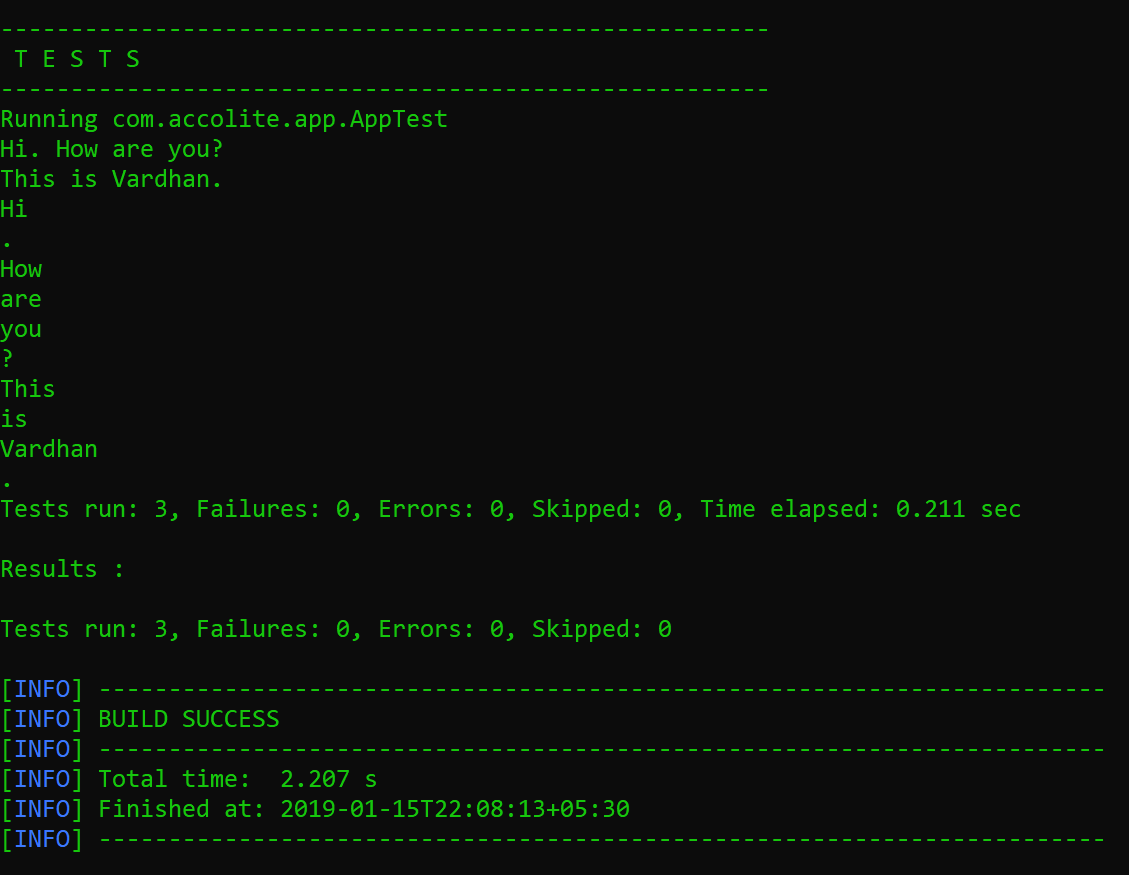 -------------------------------------------------------
 T E S T S
-------------------------------------------------------
Running com.accolite.app.AppTest
Hi. How are you?
This is Vardhan.
Hi
.
How
are
you
?
This
is
Vardhan
.
Tests run: 3, Failures: 0, Errors: 0, Skipped: 0, Time elapsed: 0.211 sec

Results :

Tests run: 3, Failures: 0, Errors: 0, Skipped: 0

[INFO] ------------------------------------------------------------------------
[INFO] BUILD SUCCESS
[INFO] ------------------------------------------------------------------------
[INFO] Total time:  2.207 s
[INFO] Finished at: 2019-01-15T22:08:13+05:30
[INFO] ------------------------------------------------------------------------